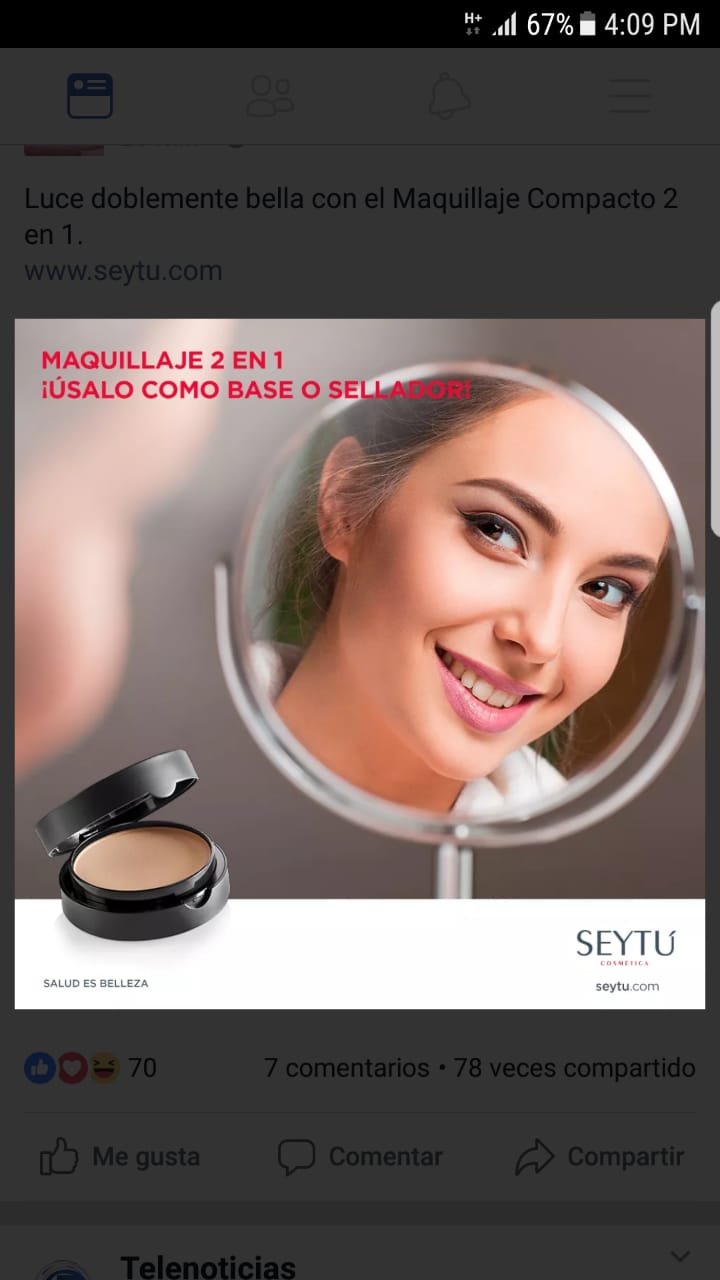 H+ 67% 4:09 PM
Luce doblemente bella con el Maquillaje Compacto 2
en 1.
www.seytu.com
MAQUILLAJE 2 EN 1
¡ÚSALO COMO BASE O SELLADOR!
SEYTÚ
COSMÉTICA
SALUD ES BELLEZA
seytu.com
70 7 comentarios • 78 veces compartido
Me gusta Comentar Compartir
Telenoticias